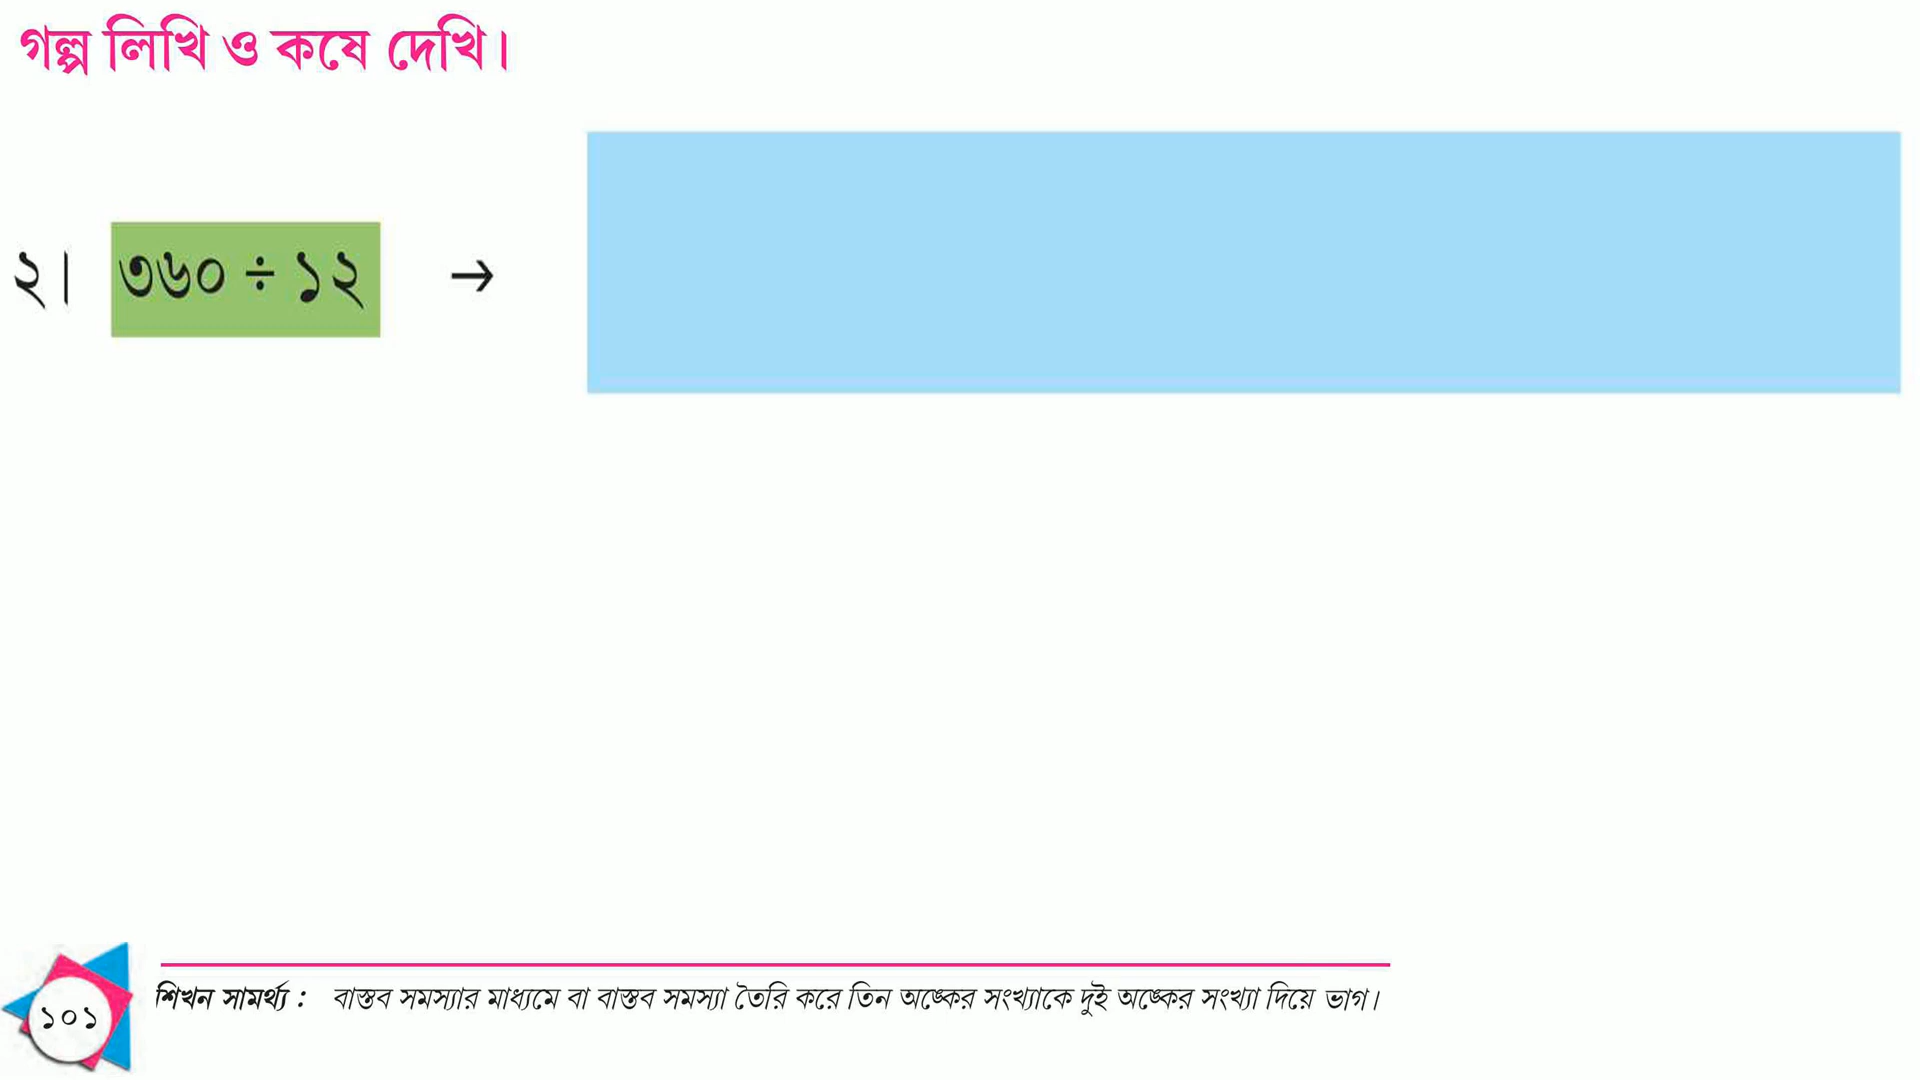 গল্প লিখি ও কষে দেখি।
২। ৩৬০ ÷ ১২ →
শিখন সামর্থ্য : বাস্তব সমস্যার মাধ্যমে বা বাস্তব সমস্যা তৈরি করে তিন অঙ্কের সংখ্যাকে দুই অঙ্কের সংখ্যা দিয়ে ভাগ।
১০১